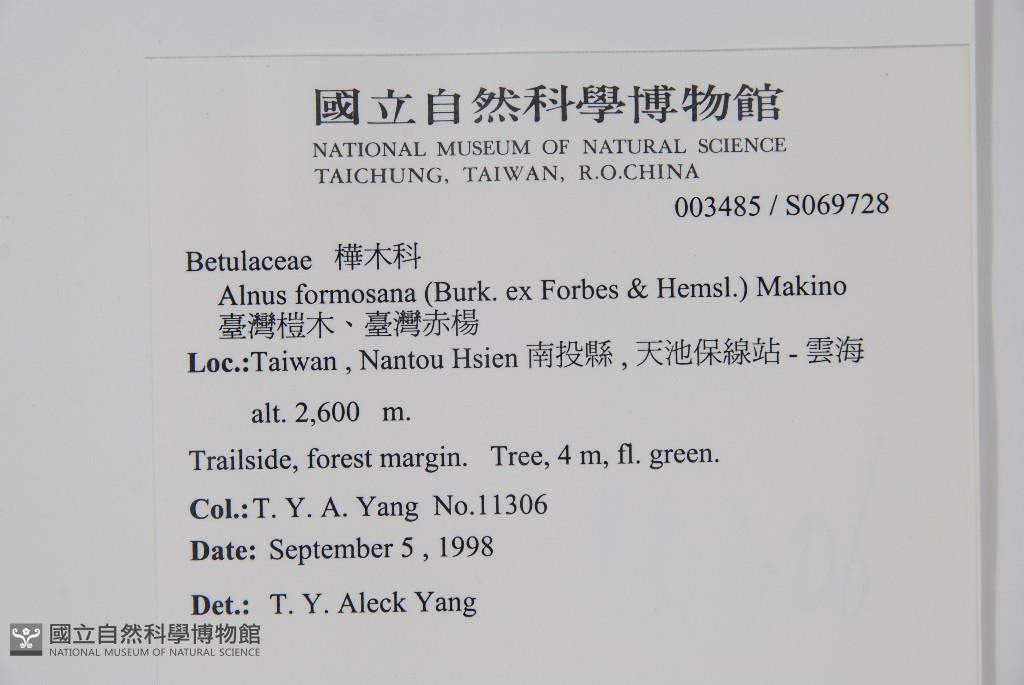 國立自然科學博物館
NATIONAL MUSEUM OF NATURAL SCIENCE
TAICHUNG, TAIWAN, R.O.CHINA
003485 / S069728
Betulaceae 樺木科
Alnus formosana (Burk. ex Forbes & Hemsl.) Makino
臺灣榿木、臺灣赤楊
Loc.:Taiwan , Nantou Hsien 南投縣 , 天池保線站 - 雲海
alt. 2,600 m.
Trailside, forest margin. Tree, 4 m, fl. green.
Col.: T. Y. A. Yang No.11306
Date: September 5 , 1998
Det.: T. Y. Aleck Yang
國立自然科學博物館
NATIONAL MUSEUM OF NATURAL SCIENCE